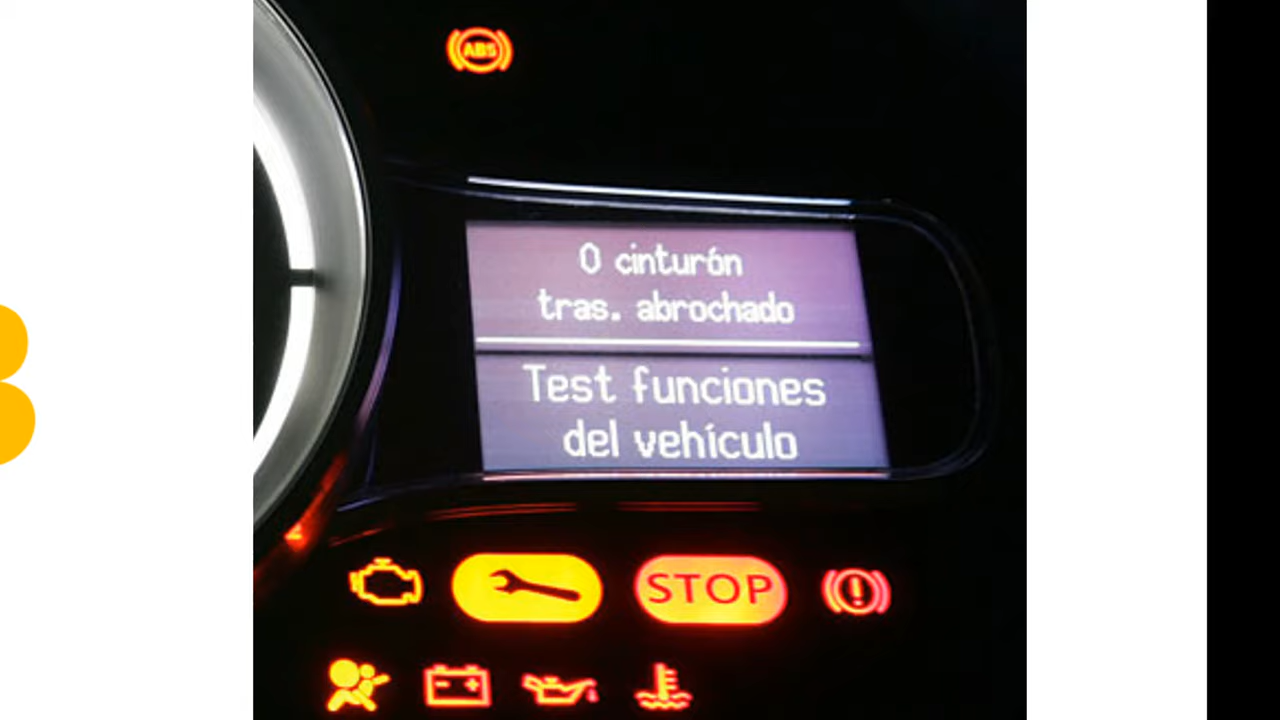 ABS
0 cinturón
tras. abrochado
Test funciones
del vehículo
STOP